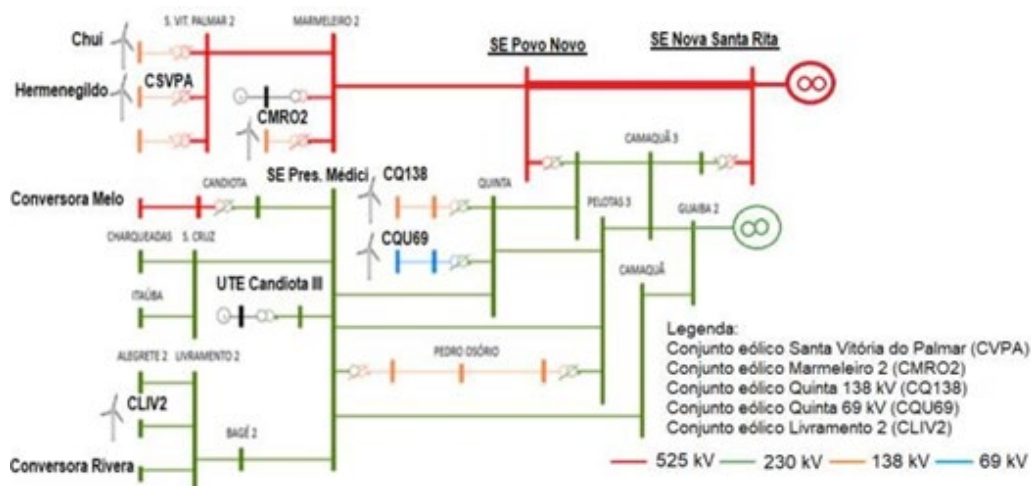 S. VIT. PALMAR 2
MARMELEIRO 2
Chuí
SE Povo Novo
SE Nova Santa Rita
Hermenegildo
CSVPA
CMRO2
CAMAQUÃ 3
SE Pres. Médici
CQ138
QUINTA
Conversora Melo
CANDIOTA
PELOTAS 3
GUAIBA 2
CHARQUEADAS
S. CRUZ
CQU69
CAMAQUÃ
UTE Candiota III
ITAÚBA
Legenda:
Conjunto eólico Santa Vitória do Palmar (CVPA)
Conjunto eólico Marmeleiro 2 (CMRO2)
Conjunto eólico Quinta 138 kV (CQ138)
Conjunto eólico Quinta 69 kV (CQU69)
Conjunto eólico Livramento 2 (CLIV2)
ALEGRETE 2
LIVRAMENTO 2
PEDRO OSÓRIO
CLIV2
BAGÉ 2
Conversora Rivera
525 kV 230 kV 138 kV 69 kV